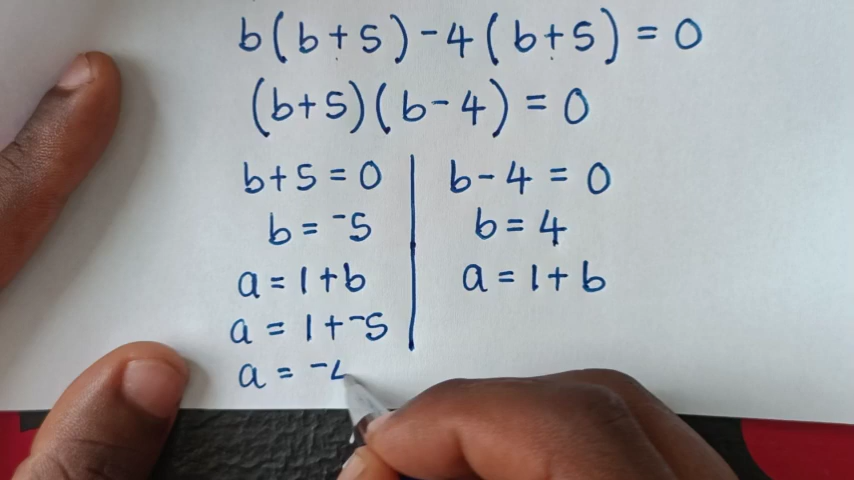 b(b+5)-4(b+5)=0
(b+5)(b-4)=0
b+5=0
b=-5
a=1+b
a=1+-5
a=-4
b-4=0
b=4
a=1+b